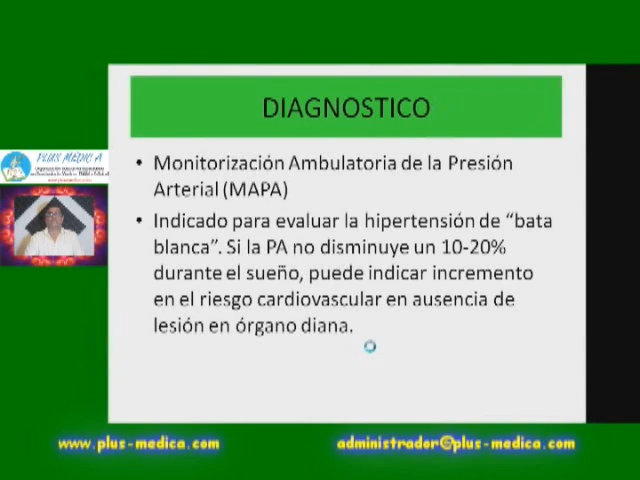 DIAGNOSTICO
• Monitorización Ambulatoria de la Presión
Arterial (MAPA)
• Indicado para evaluar la hipertensión de “bata
blanca”. Si la PA no disminuye un 10-20%
durante el sueño, puede indicar incremento
en el riesgo cardiovascular en ausencia de
lesión en órgano diana.
PLUS MEDICA
www.plus-medica.com
administrador@plus-medica.com